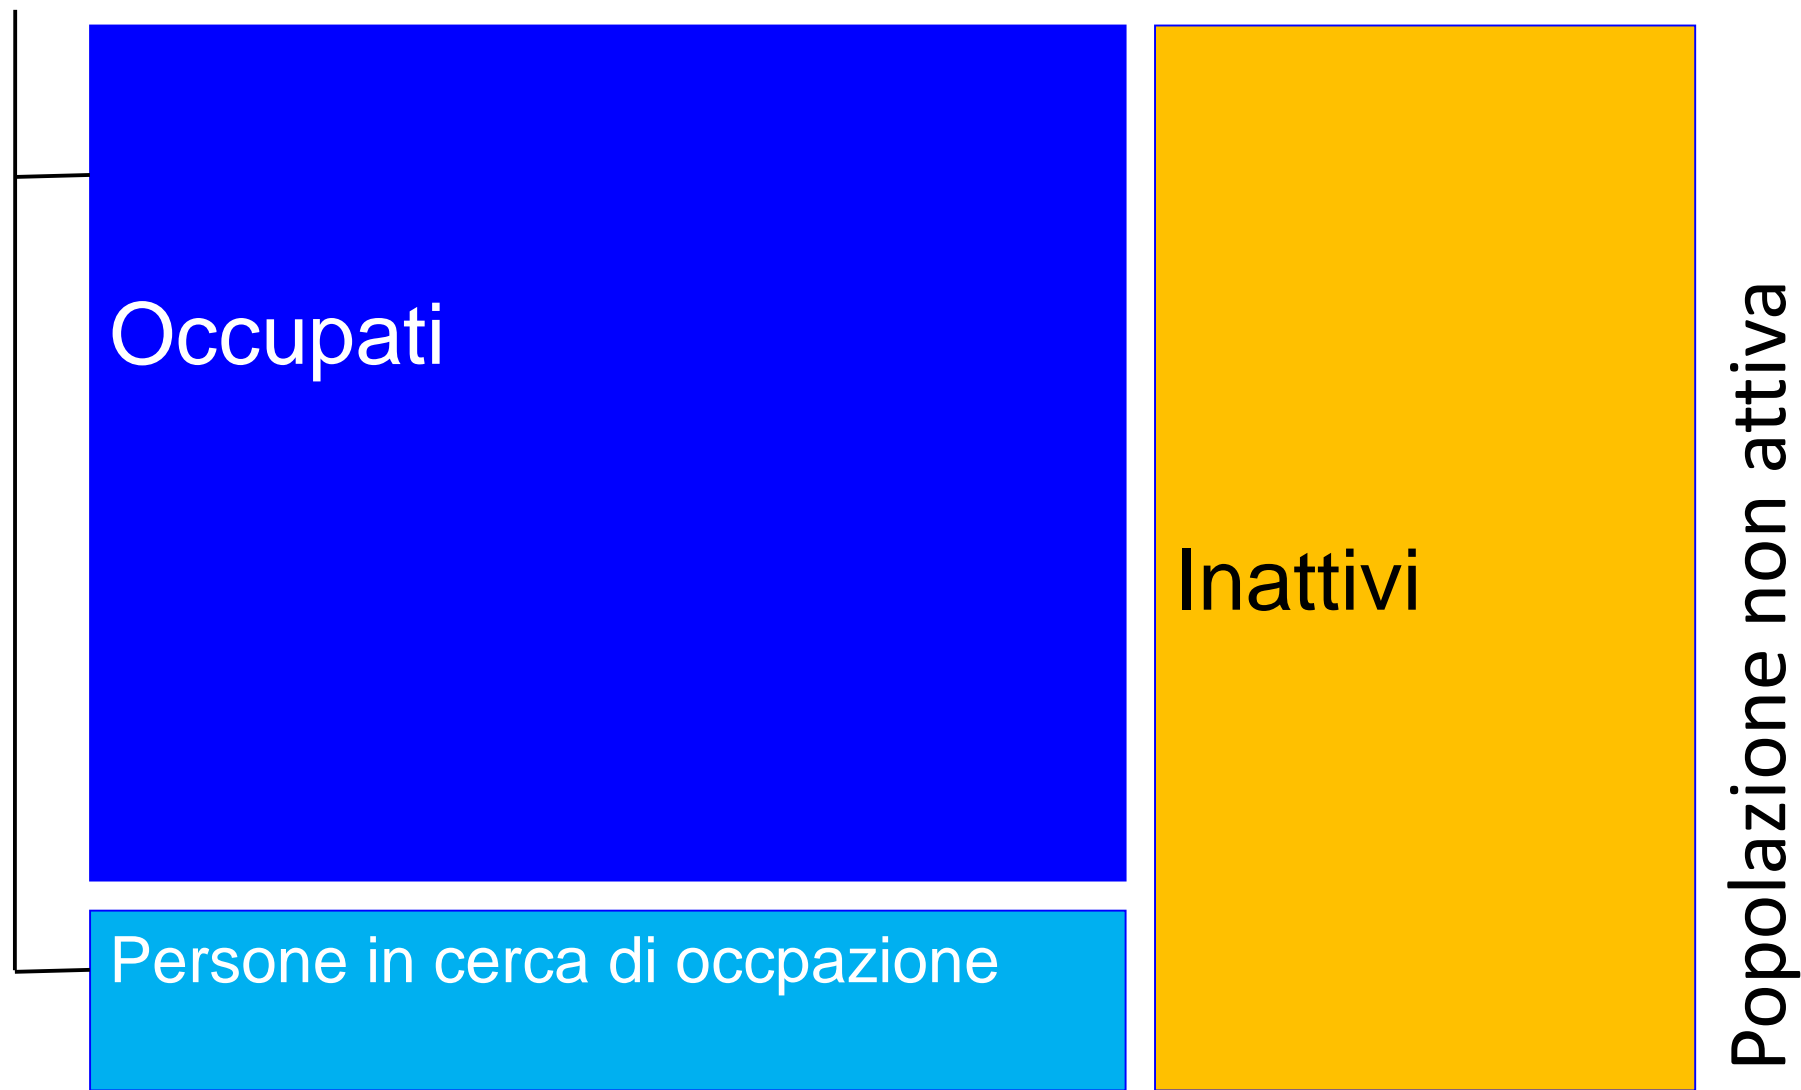 Occupati
Persone in cerca di occpazione
Inattivi
Popolazione non attiva